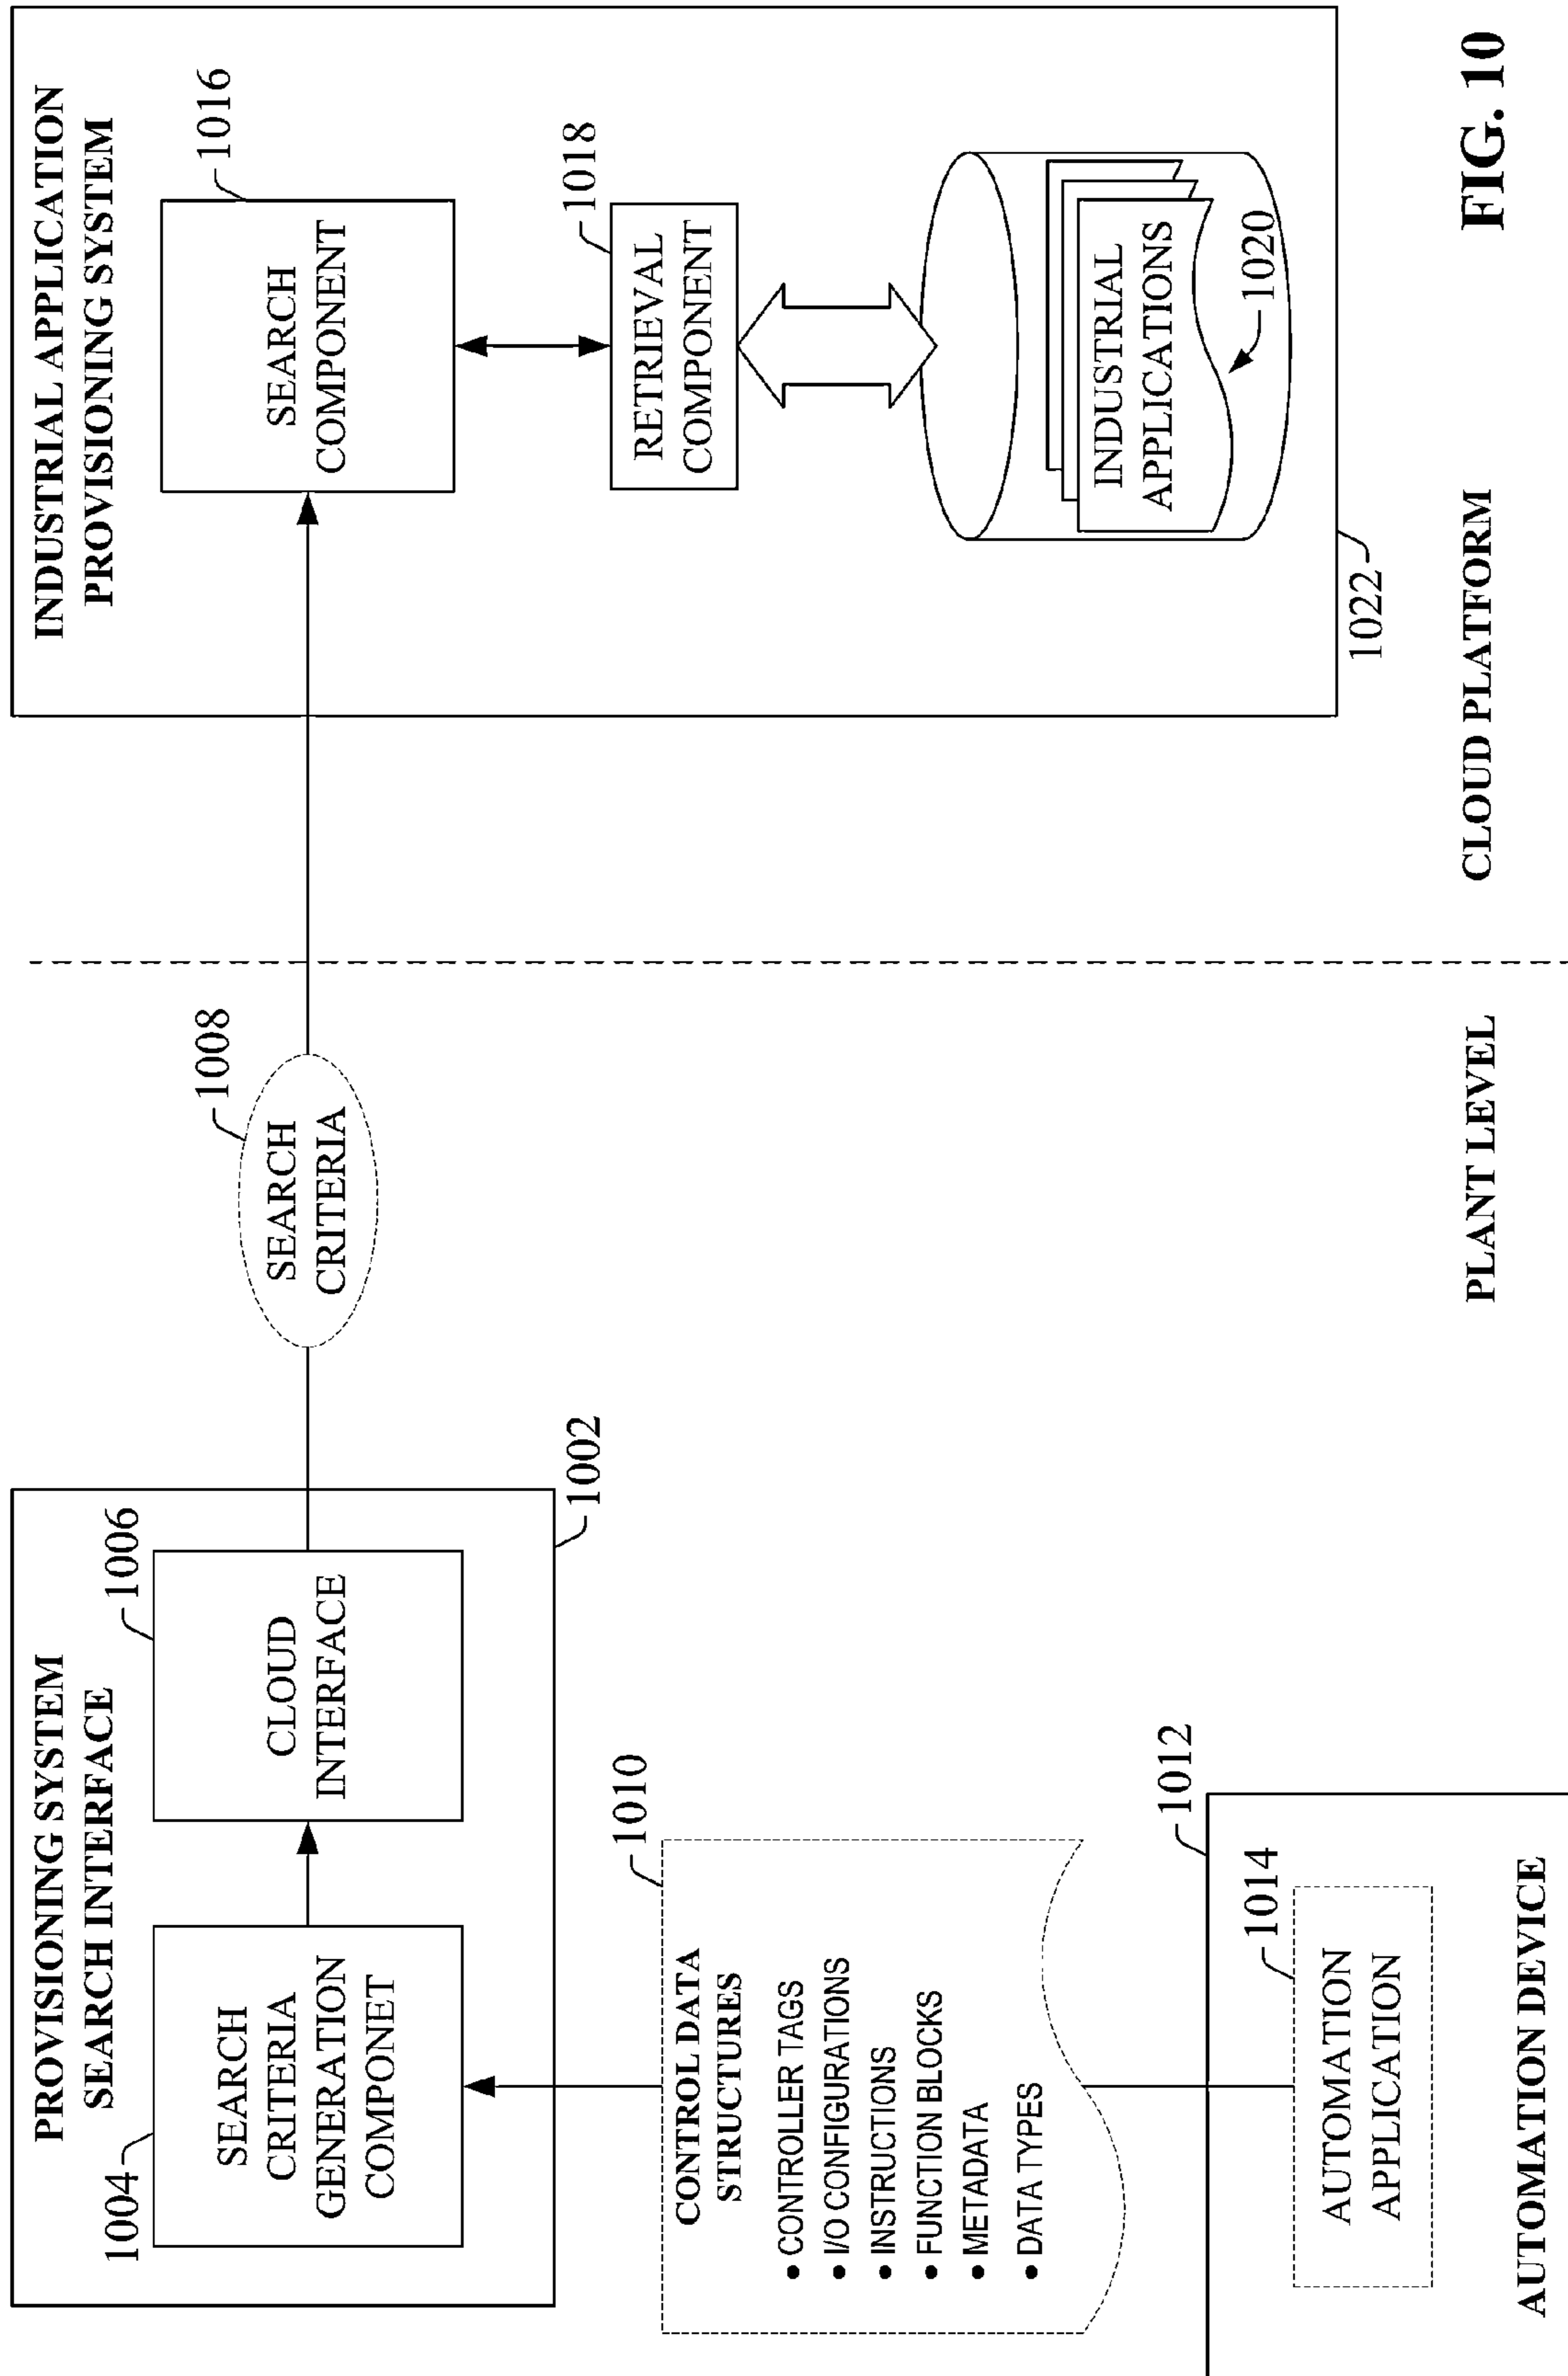 PROVISIONING SYSTEM
SEARCH INTERFACE
1004
SEARCH
CRITERIA
GENERATION
COMPONET
1006
CLOUD
INTERFACE
1002
1008
SEARCH
CRITERIA
1010
CONTROL DATA
STRUCTURES
• CONTROLLER TAGS
• I/O CONFIGURATIONS
• INSTRUCTIONS
• FUNCTION BLOCKS
• METADATA
• DATA TYPES
1012
1014
AUTOMATION
APPLICATION
AUTOMATION DEVICE
PLANT LEVEL
INDUSTRIAL APPLICATION
PROVISIONING SYSTEM
1016
SEARCH
COMPONENT
1018
RETRIEVAL
COMPONENT
INDUSTRIAL
APPLICATIONS
1020
1022
CLOUD PLATFORM
FIG. 10